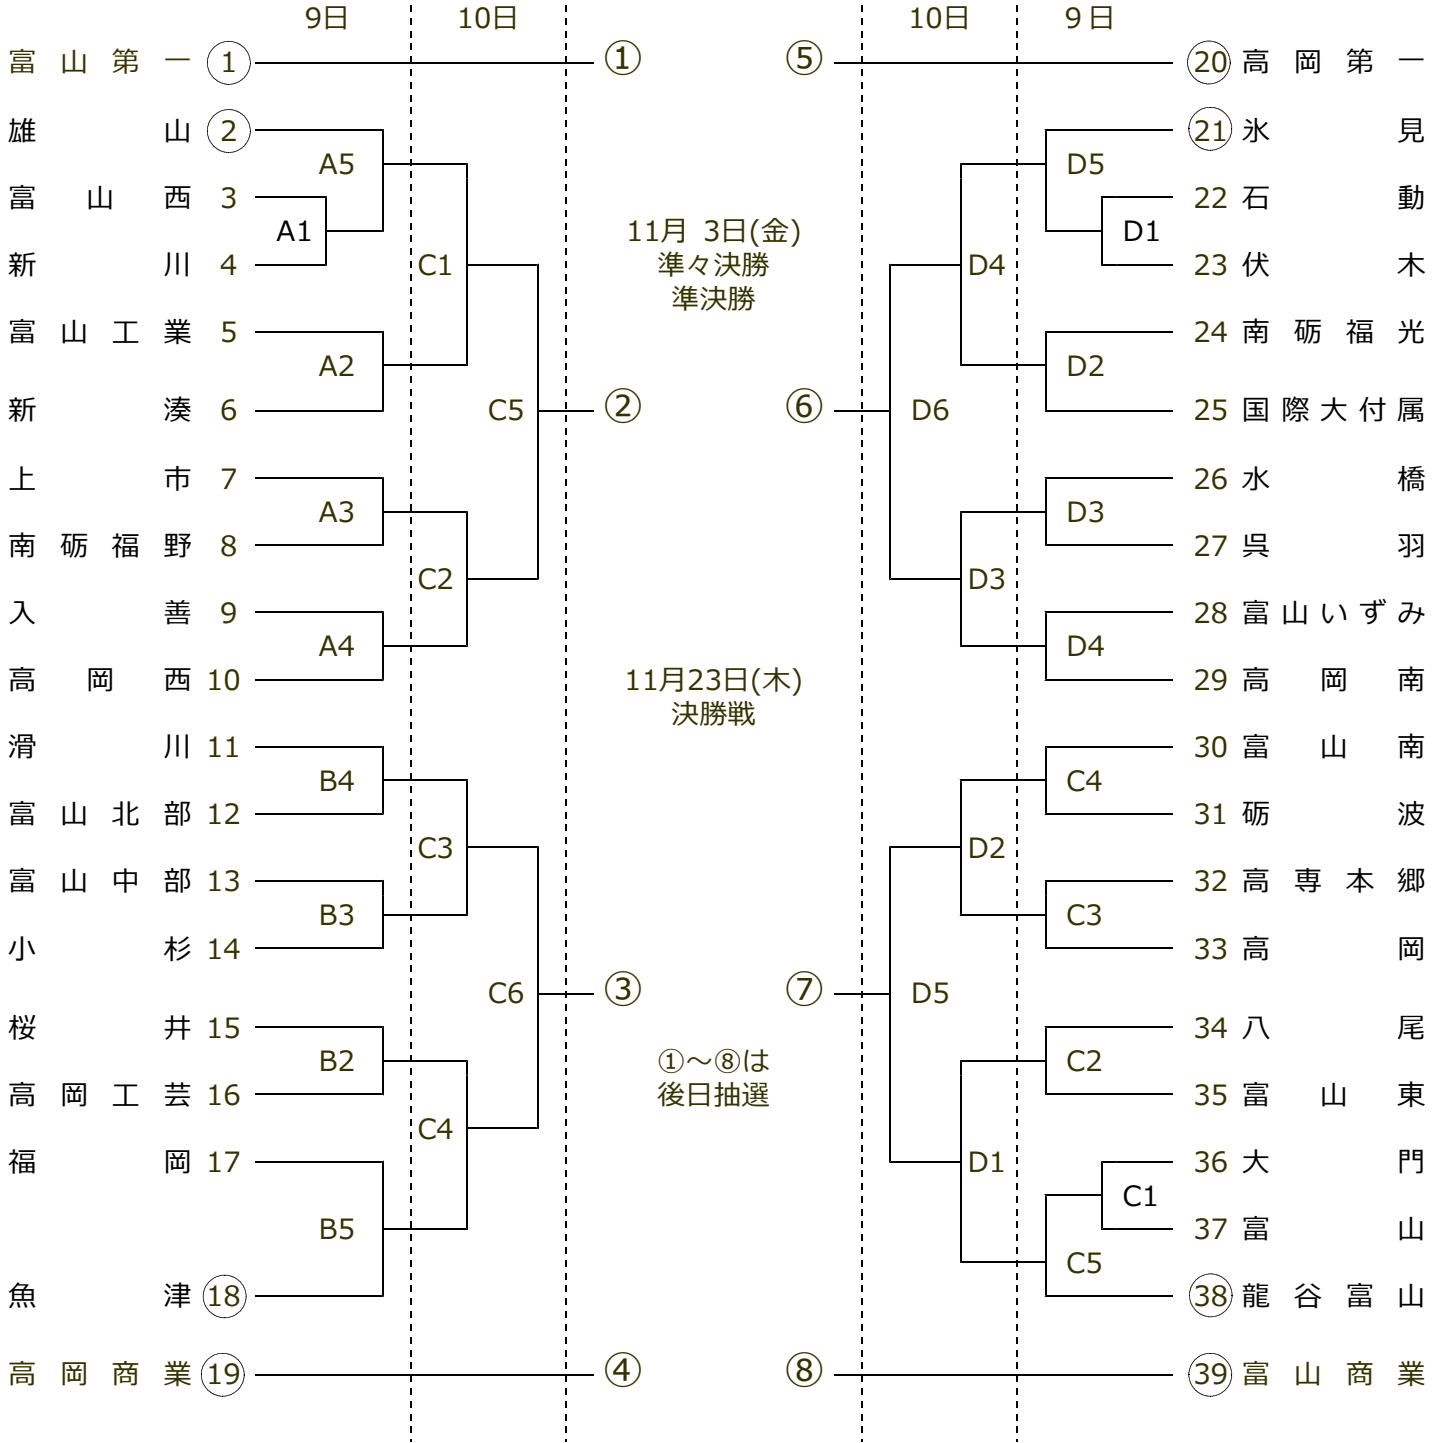 9日 10日 10日 9日
富山第一 1 ① ⑤ 20 高岡第一
雄山 2 21 氷見
A5 D5
富山西 3 22 石動
A1 11月 3日(金) D1
新川 4 C1 準々決勝 D4 23 伏木
準決勝
富山工業 5 24 南砺福光
A2 D2
新湊 6 C5 ② ⑥ D6 25 国際大付属
上市 7 26 水橋
A3 D3
南砺福野 8 27 呉羽
C2 D3
入善 9 28 富山いずみ
A4 D4
高岡西 10 11月23日(木) 29 高岡南
決勝戦
滑川 11 30 富山南
B4 C4
富山北部 12 31 砺波
C3 D2
富山中部 13 32 高専本郷
B3 C3
小杉 14 33 高岡
C6 ③ ⑦ D5
桜井 15 34 八尾
B2 ①～⑧は C2
高岡工芸 16 後日抽選 35 富山東
C4
福岡 17 D1 36 大門
C1
B5 37 富山
C5
魚津 18 38 龍谷富山
高岡商業 19 ④ ⑧ 39 富山商業